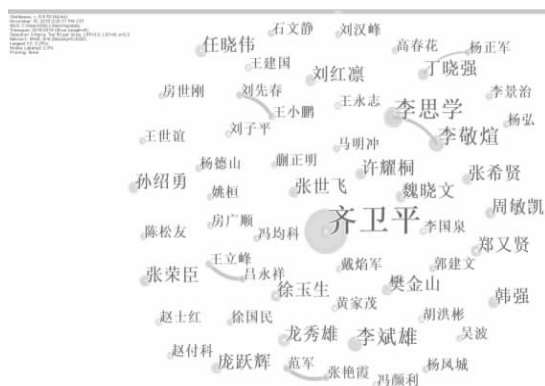 石文静
刘汉峰
任晓伟
高春花
杨正军
王建国
丁晓强
刘红凛
房世刚
刘先春
李景治
王永志
李思学
王小鹏
杨弘
王世谊
刘子平
李敬煊
马明冲
杨德山
蒯正明
许耀桐
张希贤
孙绍勇
张世飞
魏晓文
姚桓
周敏凯
齐卫平
房广顺
李国泉
陈松友
冯均科
郑又贤
王立峰
戴焰军
郭建文
张荣臣
吕永祥
樊金山
徐玉生
韩强
黄家茂
胡洪彬
赵士红
徐国民
龙秀雄
李斌雄
吴波
赵付科
范军
杨凤城
庞跃辉
张艳霞
冯颜利